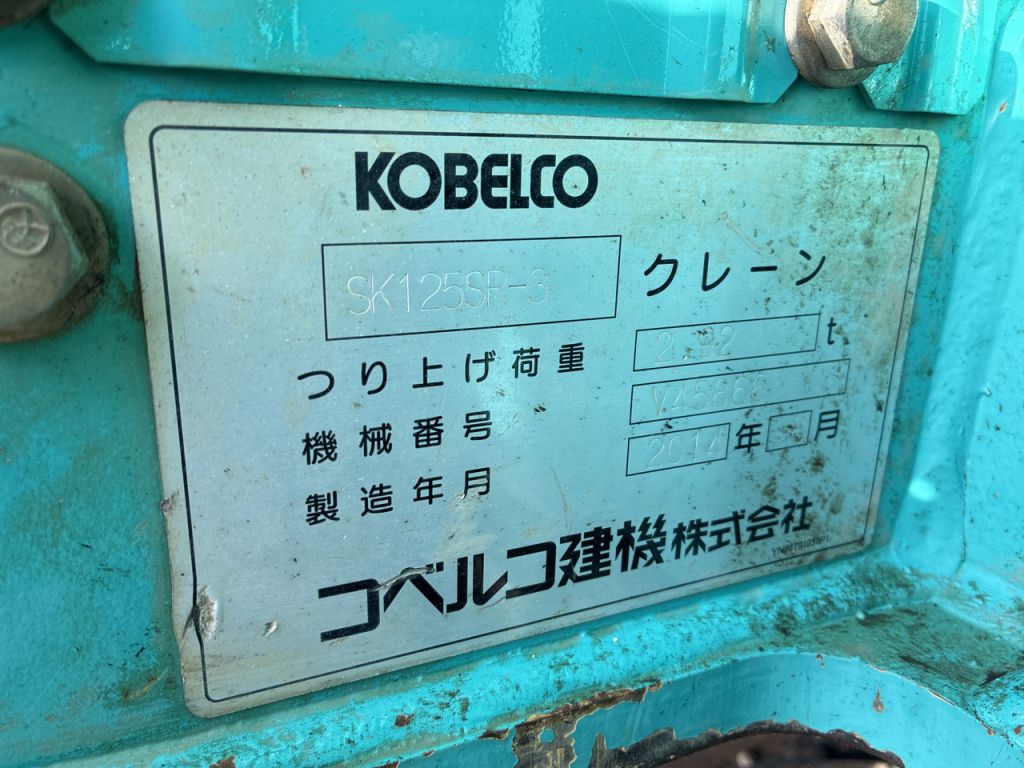 KOBELCO
SK125SR-3 クレーン
つり上げ荷重 2.92 t
機械番号
製造年月 2014 年 月
コベルコ建機株式会社